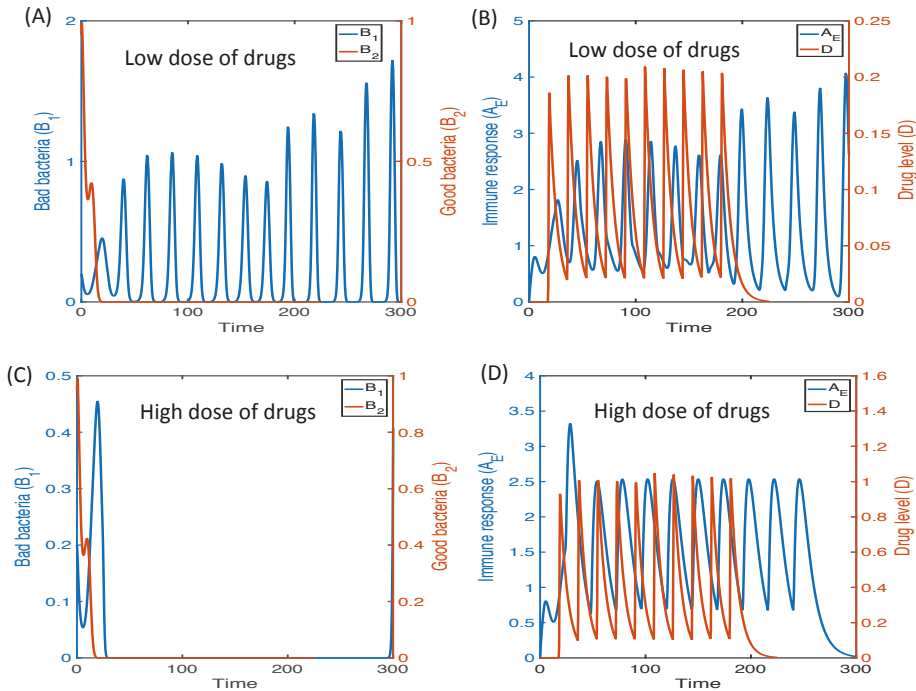 (A)
Low dose of drugs
B1
B2
Bad bacteria (B1)
Good bacteria (B2)
2
1
0
1
0.5
0
0
100
200
300
Time
(B)
Low dose of drugs
AE
D
Immune response (AE)
Drug level (D)
5
4
3
2
1
0
0.25
0.2
0.15
0.1
0.05
0
0
100
200
300
Time
(C)
High dose of drugs
B1
B2
Bad bacteria (B1)
Good bacteria (B2)
0.5
0.4
0.3
0.2
0.1
0
1
0.8
0.6
0.4
0.2
0
0
100
200
300
Time
(D)
High dose of drugs
AE
D
Immune response (AE)
Drug level (D)
4
3.5
3
2.5
2
1.5
1
0.5
0
1.6
1.4
1.2
1
0.8
0.6
0.4
0.2
0
0
100
200
300
Time